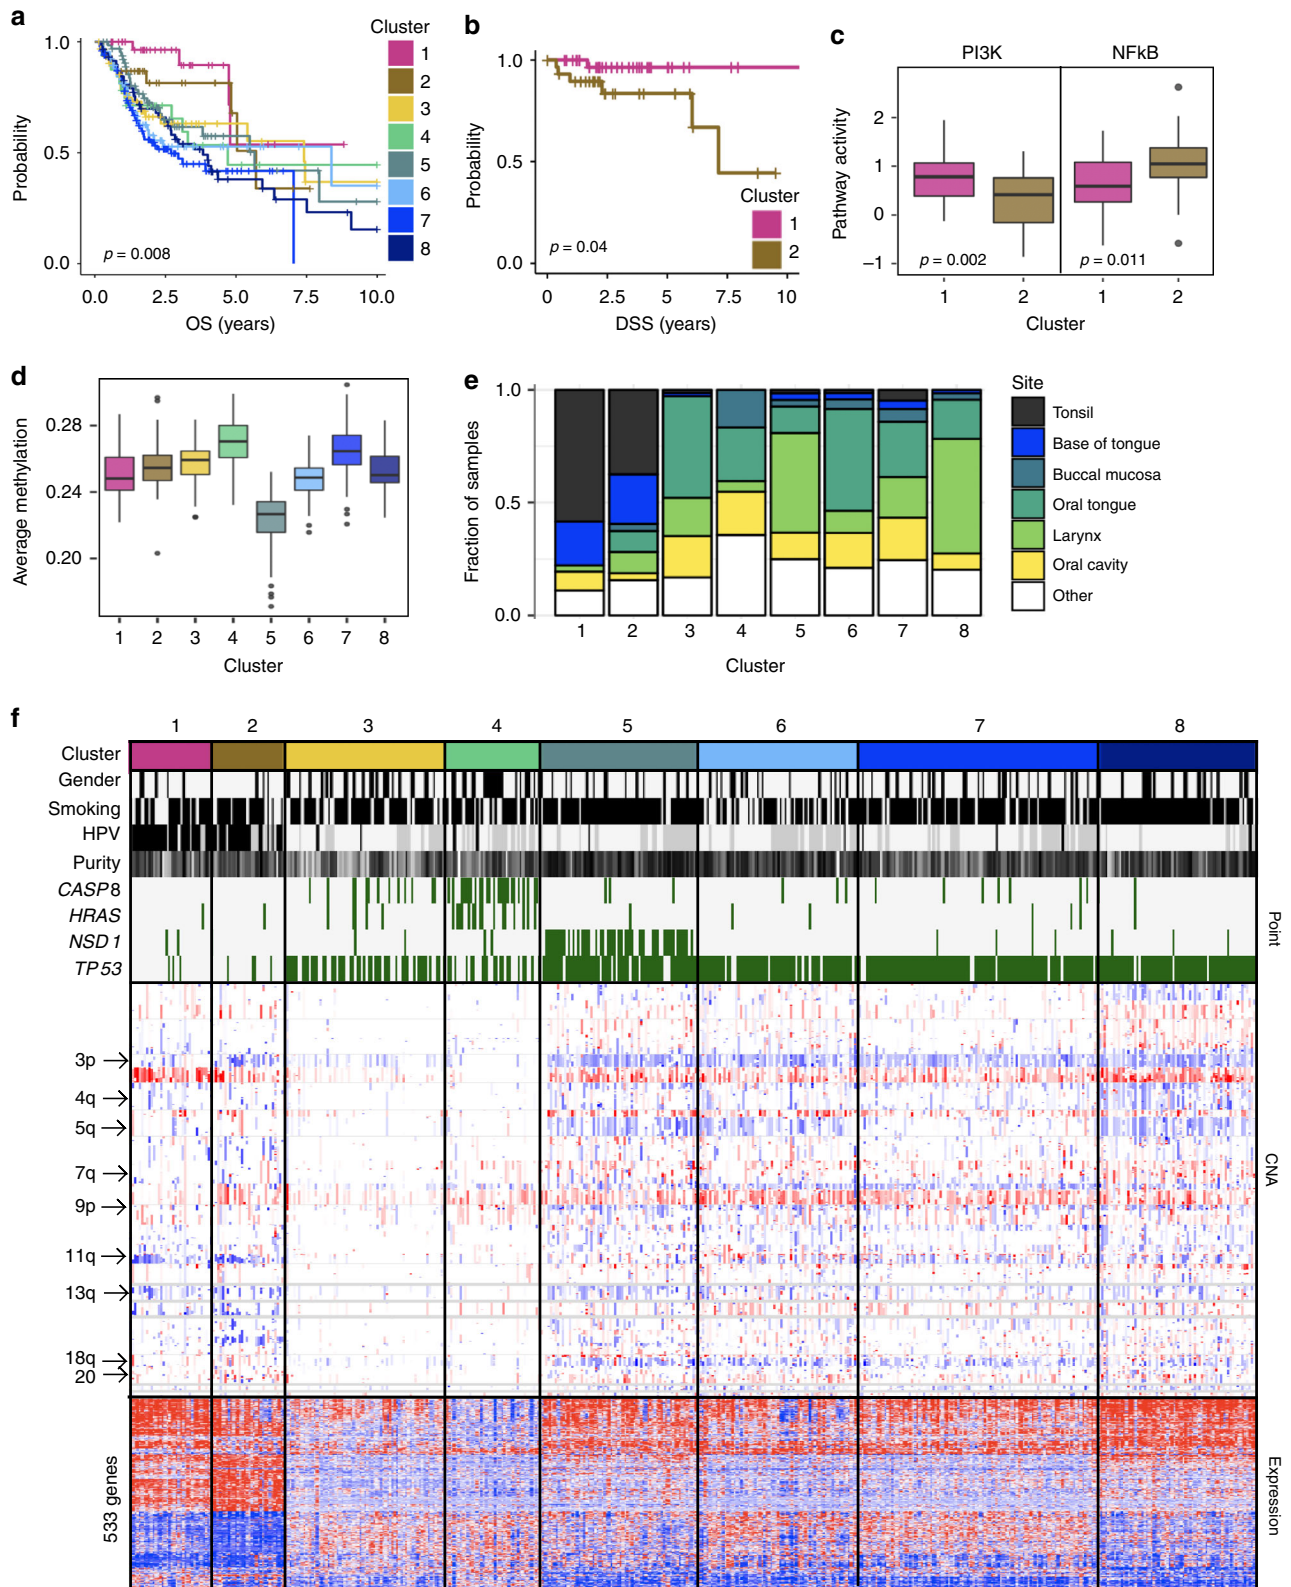 a
Cluster
1
2
3
4
5
6
7
8
1.0
0.5
0.0
Probability
p = 0.008
0.0 2.5 5.0 7.5 10.0
OS (years)
b
1.0
0.5
0.0
Probability
Cluster
1
2
p = 0.04
0 2.5 5 7.5 10
DSS (years)
c
PI3K NFkB
2
1
0
–1
Pathway activity
p = 0.002 p = 0.011
1 2 1 2
Cluster
d
0.28
0.24
0.20
Average methylation
1 2 3 4 5 6 7 8
Cluster
e
1.0
0.5
0.0
Fraction of samples
1 2 3 4 5 6 7 8
Cluster
Site
Tonsil
Base of tongue
Buccal mucosa
Oral tongue
Larynx
Oral cavity
Other
f
1 2 3 4 5 6 7 8
Cluster
Gender
Smoking
HPV
Purity
CASP8
HRAS
NSD1
TP53
Point
3p
4q
5q
7q
9p
11q
13q
18q
20
CNA
533 genes
Expression